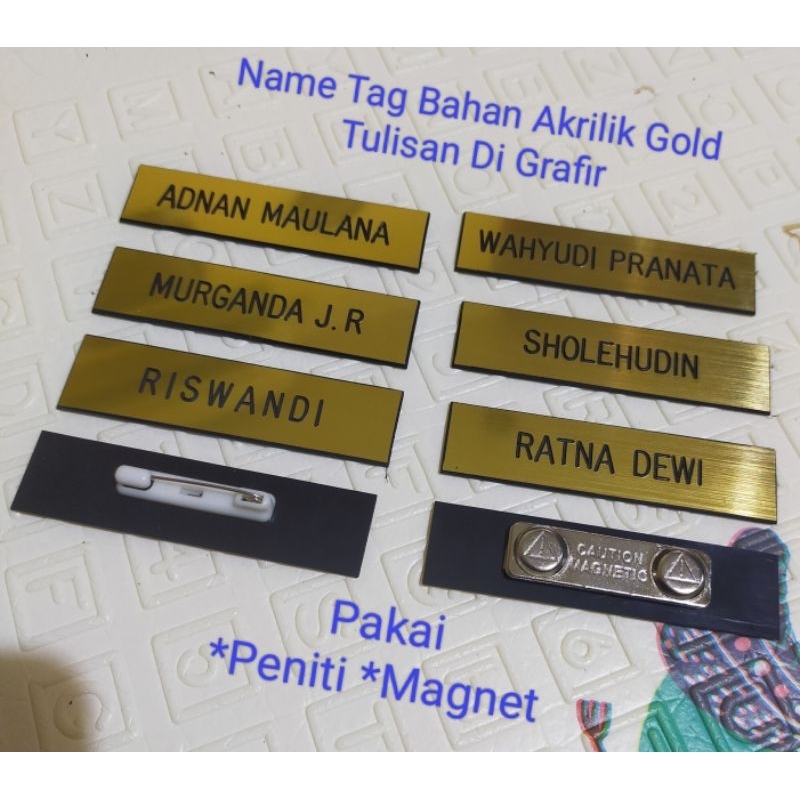 Name Tag Bahan Akrilik Gold
Tulisan Di Grafir
ADNAN MAULANA
MURGANDA J.R
RISWANDI
WAHYUDI PRANATA
SHOLEHUDIN
RATNA DEWI
CAUTION
MAGNETIC
Pakai
*Peniti *Magnet